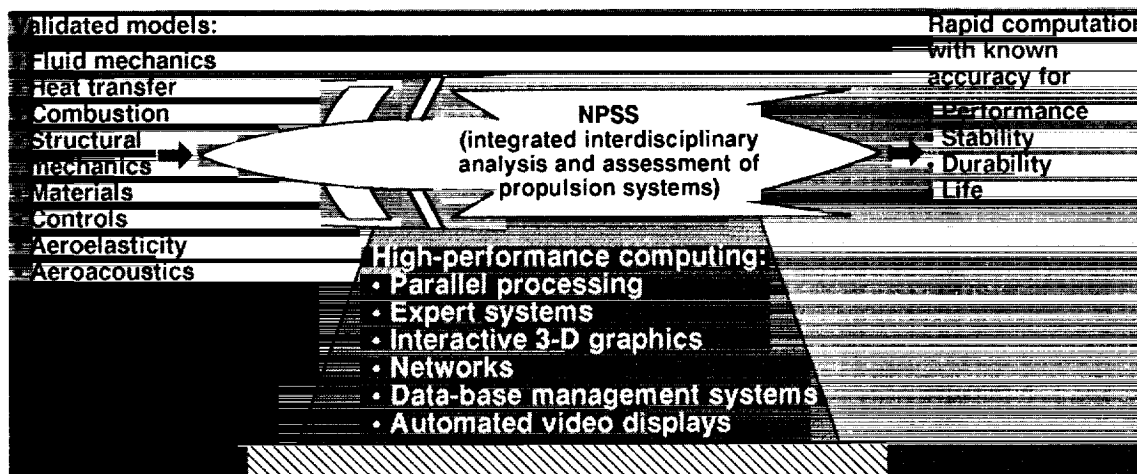 Validated models:
• Fluid mechanics
• Heat transfer
• Combustion
• Structural
mechanics
• Materials
• Controls
• Aeroelasticity
• Aeroacoustics
NPSS
(integrated interdisciplinary
analysis and assessment of
propulsion systems)
High-performance computing:
• Parallel processing
• Expert systems
• Interactive 3-D graphics
• Networks
• Data-base management systems
• Automated video displays
Rapid computation
with known
accuracy for
• Performance
• Stability
• Durability
• Life